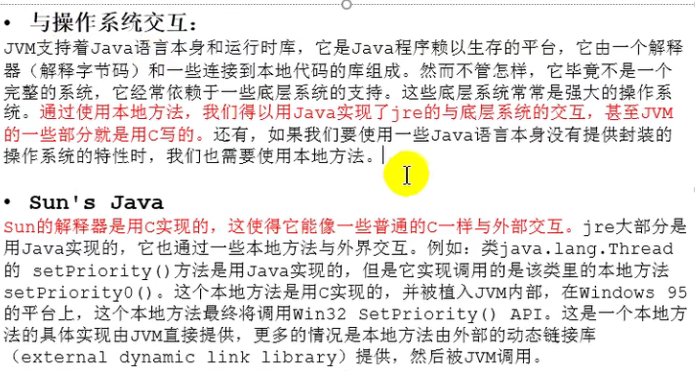 • 与操作系统交互：
JVM支持着Java语言本身和运行时库，它是Java程序赖以生存的平台，它由一个解释
器（解释字节码）和一些连接到本地代码的库组成。然而不管怎样，它毕竟不是一个
完整的系统，它经常依赖于一些底层系统的支持。这些底层系统常常是强大的操作系
统。通过使用本地方法，我们得以用Java实现了jre的与底层系统的交互，甚至JVM
的一些部分就是用C写的。还有，如果我们要使用一些Java语言本身没有提供封装的
操作系统的特性时，我们也需要使用本地方法。
• Sun's Java
Sun的解释器是用C实现的，这使得它能像一些普通的C一样与外部交互。jre大部分是
用Java实现的，它也通过一些本地方法与外界交互。例如：类java.lang.Thread
的 setPriority()方法是用Java实现的，但是它实现调用的是该类里的本地方法
setPriority0()。这个本地方法是用C实现的，并被植入JVM内部，在Windows 95
的平台上，这个本地方法最终将调用Win32 SetPriority() API。这是一个本地方
法的具体实现由JVM直接提供，更多的情况是本地方法由外部的动态链接库
（external dynamic link library）提供，然后被JVM调用。